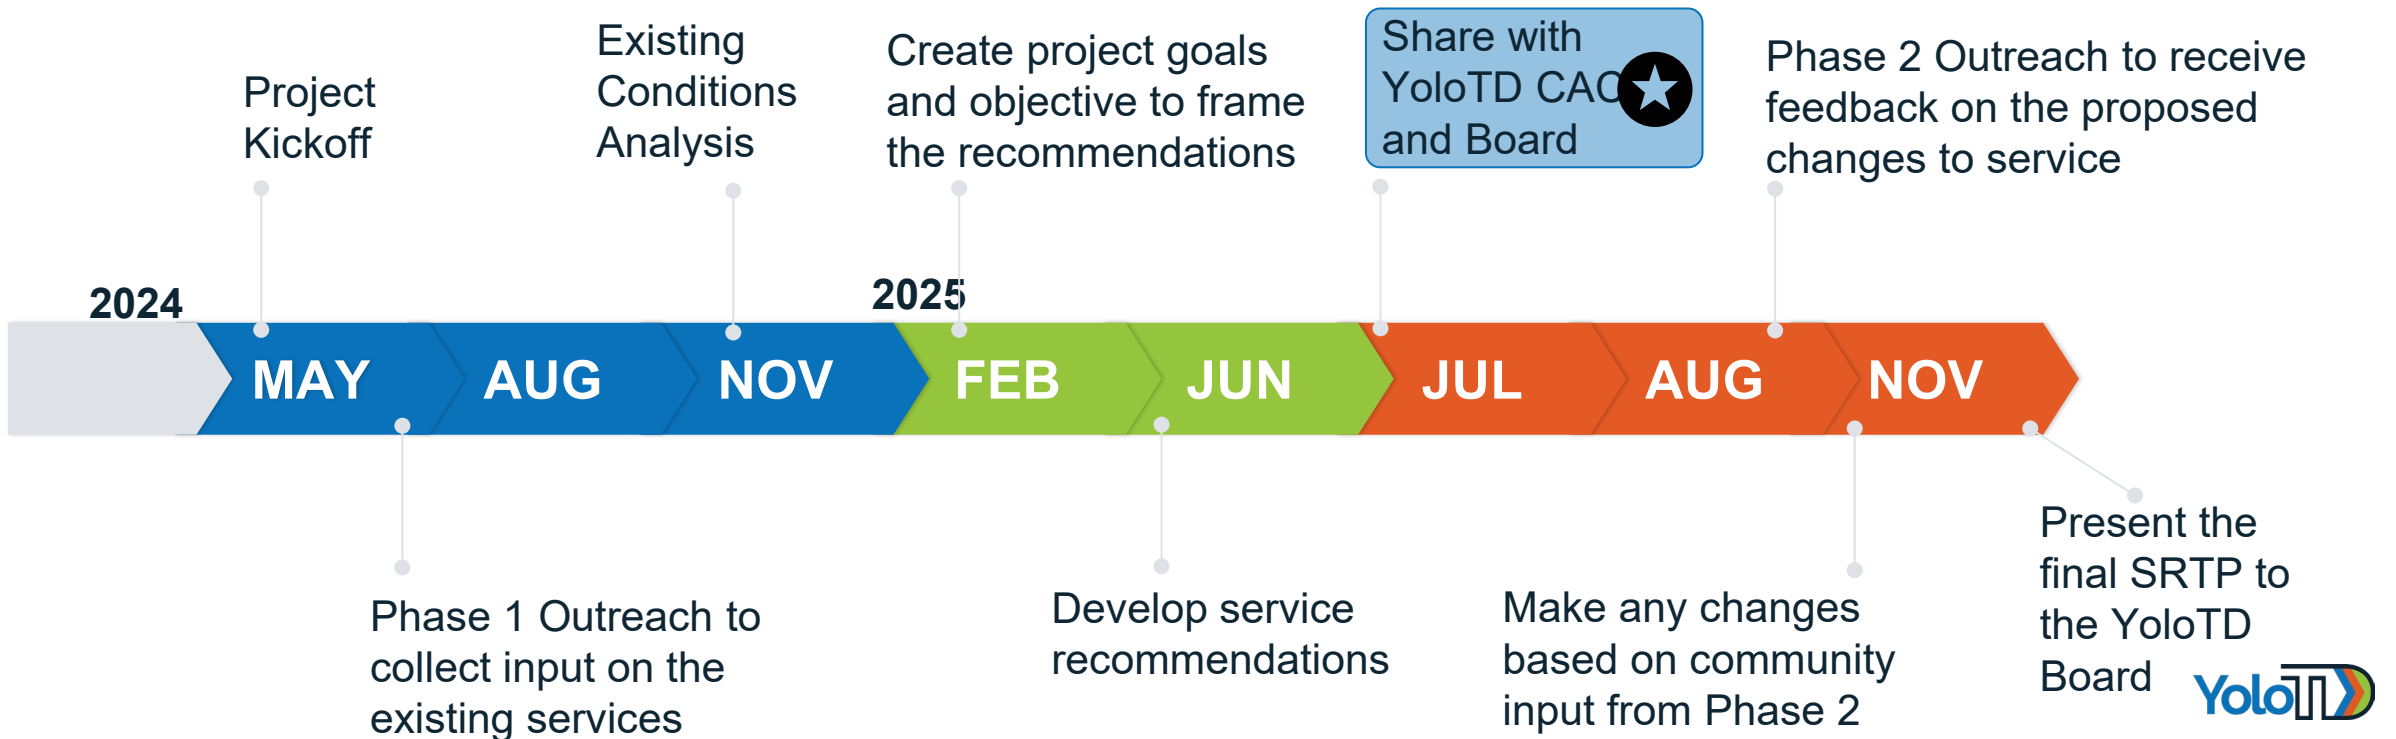 Project
Kickoff
Existing
Conditions
Analysis
Create project goals
and objective to frame
the recommendations
Share with
YoloTD CAC
and Board
Phase 2 Outreach to receive
feedback on the proposed
changes to service
2024
2025
MAY
AUG
NOV
FEB
JUN
JUL
AUG
NOV
Phase 1 Outreach to
collect input on the
existing services
Develop service
recommendations
Make any changes
based on community
input from Phase 2
Present the
final SRTP to
the YoloTD
Board
YoloTD